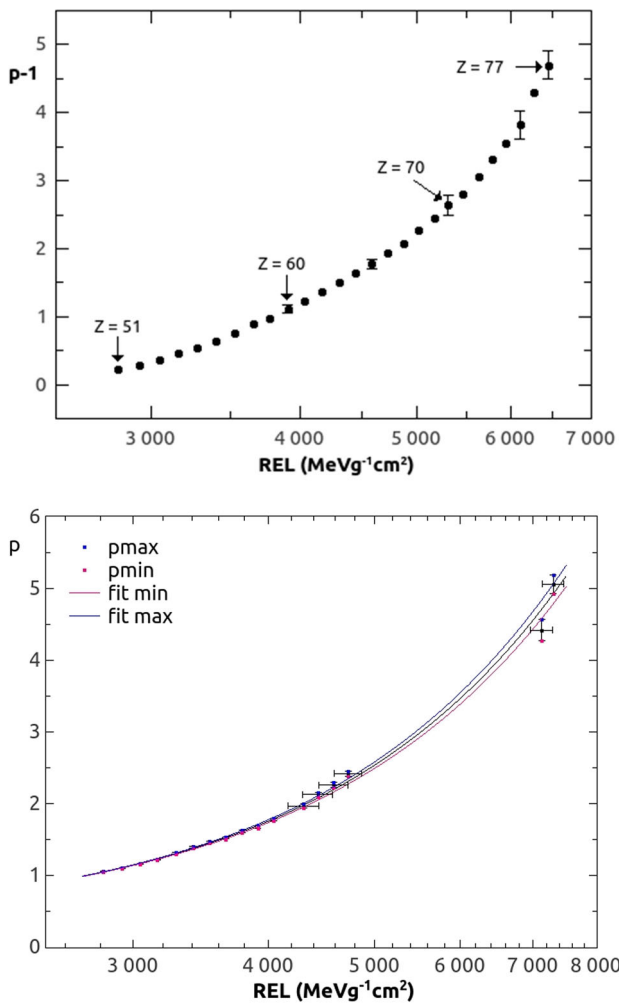 5
p-1
Z = 77
4
3
Z = 70
2
Z = 60
1
Z = 51
0
3 000 4 000 5 000 6 000 7 000
REL (MeVg⁻¹cm²)
6
p
pmax
pmin
fit min
fit max
5
4
3
2
1
0
3 000 4 000 5 000 6 000 7 000 8 000
REL (MeVg⁻¹cm²)